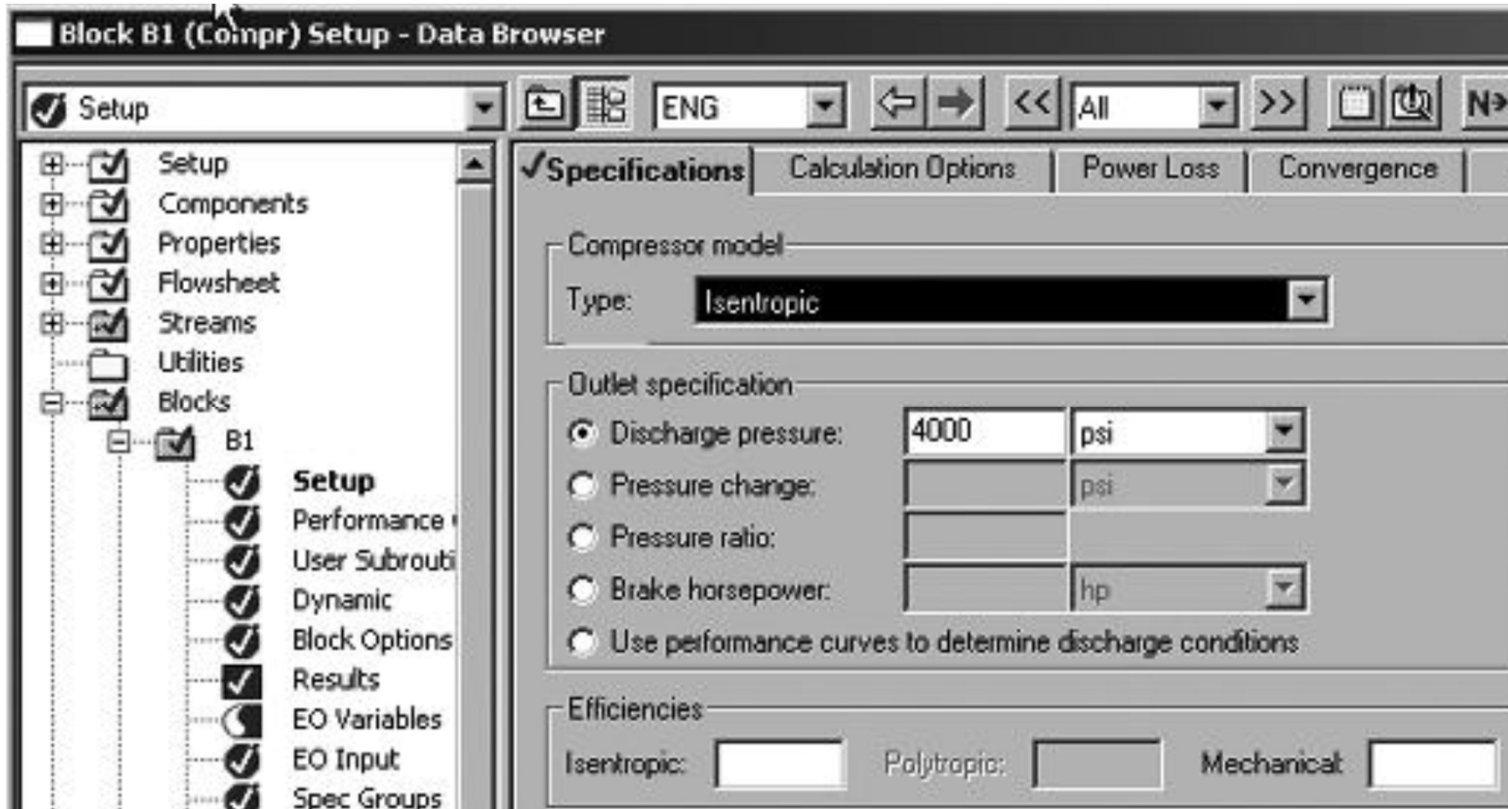 Block B1 (Compr) Setup - Data Browser
Setup
ENG
<<
All
>>
N
Setup
Components
Properties
Flowsheet
Streams
Utilities
Blocks
B1
Setup
Performance
User Subrouti
Dynamic
Block Options
Results
EO Variables
EO Input
Spec Groups
Specifications
Calculation Options
Power Loss
Convergence
Compressor model
Type:
Isentropic
Outlet specification
Discharge pressure: 4000 psi
Pressure change: psi
Pressure ratio:
Brake horsepower: hp
Use performance curves to determine discharge conditions
Efficiencies
Isentropic: Polytropic: Mechanical: